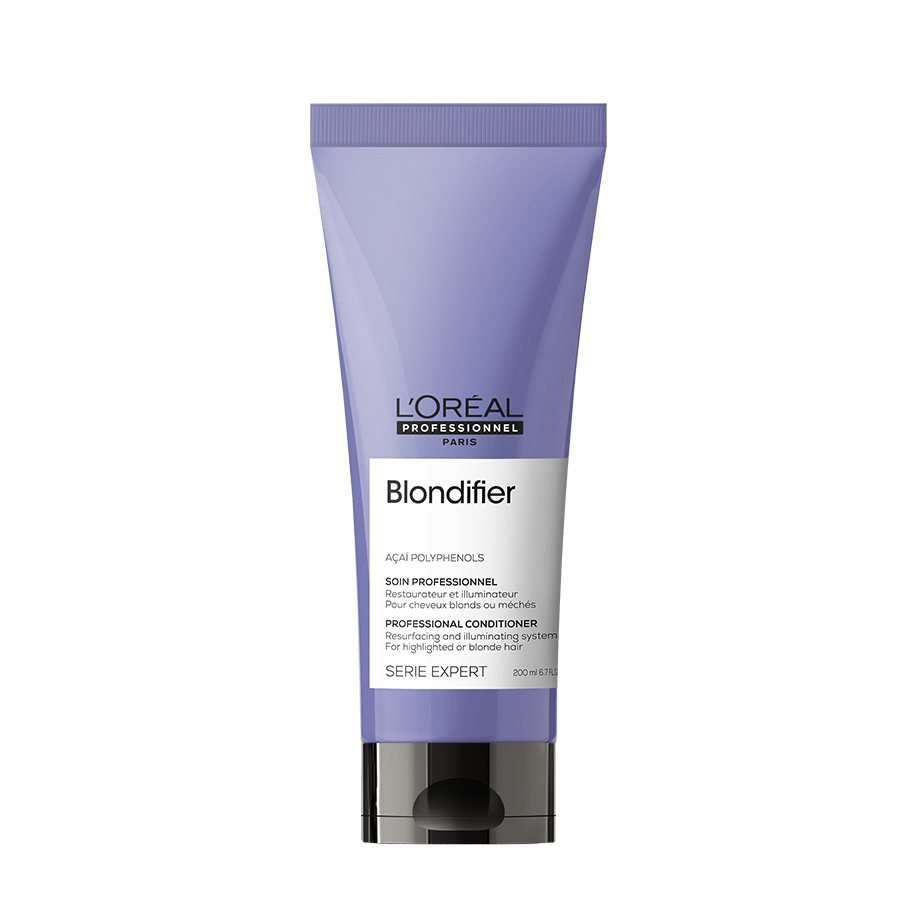 L'ORÉAL
PROFESSIONNEL
PARIS
Blondifier
AÇAÏ POLYPHENOLS
SOIN PROFESSIONNEL
Restaurateur et illuminateur
Pour cheveux blonds ou méchés
PROFESSIONAL CONDITIONER
Resurfacing and illuminating system
For highlighted or blonde hair
SERIE EXPERT 200 ml 6.7 FL.